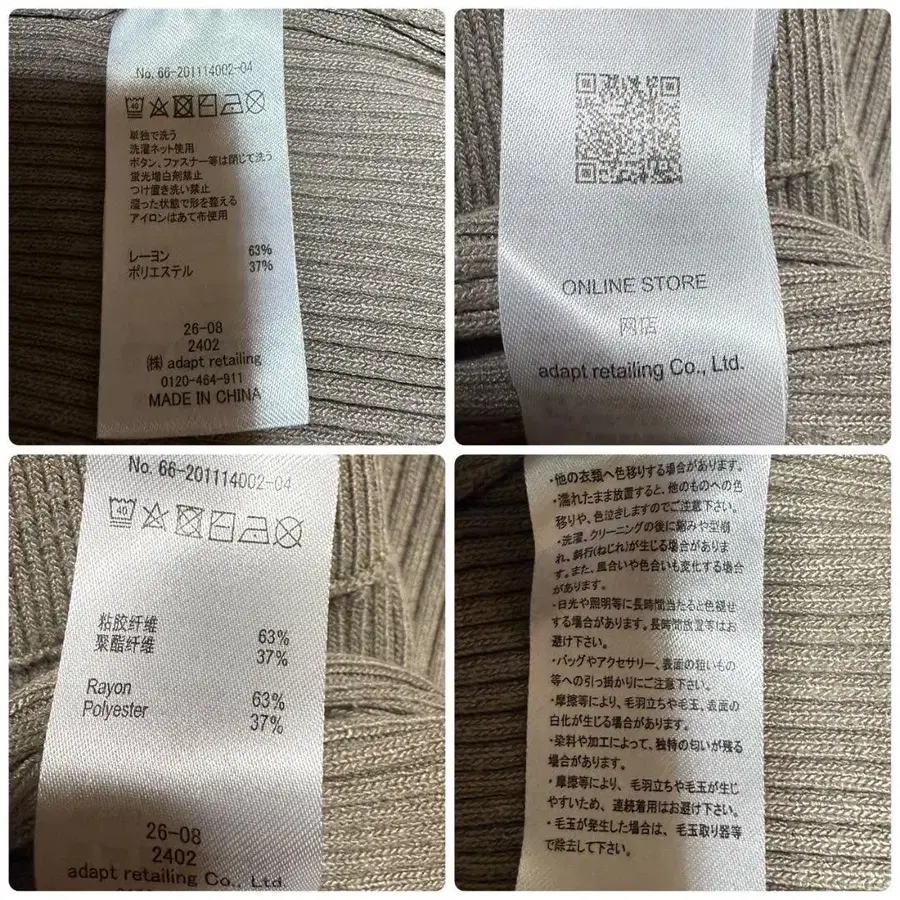 No. 66-201114002-04
40
単独で洗う
洗濯ネット使用
ボタン、ファスナー等は閉じて洗う
蛍光増白剤禁止
つけ置き洗い禁止
湿った状態で形を整える
アイロンはあて布使用
レーヨン 63%
ポリエステル 37%
26-08
2402
(株) adapt retailing
0120-464-911
MADE IN CHINA
ONLINE STORE
网店
adapt retailing Co., Ltd.
No. 66-201114002-04
40
粘胶纤维 63%
聚酯纤维 37%
Rayon 63%
Polyester 37%
26-08
2402
adapt retailing Co., Ltd.
・他の衣類へ色移りする場合があります。
・濡れたまま放置すると、他のものへの色
移りや、色泣きしますのでご注意下さい。
・洗濯、クリーニングの後に縮みや型崩
れ、斜行(ねじれ)が生じる場合がありま
す。また、風合いや色合いも変化する場合
があります。
・日光や照明等に長時間当たると色褪せ
する場合があります。長時間放置等はお
避け下さい。
・バッグやアクセサリー、表面の粗いもの
等への引っ掛かりにご注意下さい。
・摩擦等により、毛羽立ちや毛玉、表面の
白化が生じる場合があります。
・染料や加工によって、独特の匂いが残る
場合があります。
・摩擦等により、毛羽立ちや毛玉が生じ
やすいため、連続着用はお避け下さい。
・毛玉が発生した場合は、毛玉取り器等
で除去して下さい。